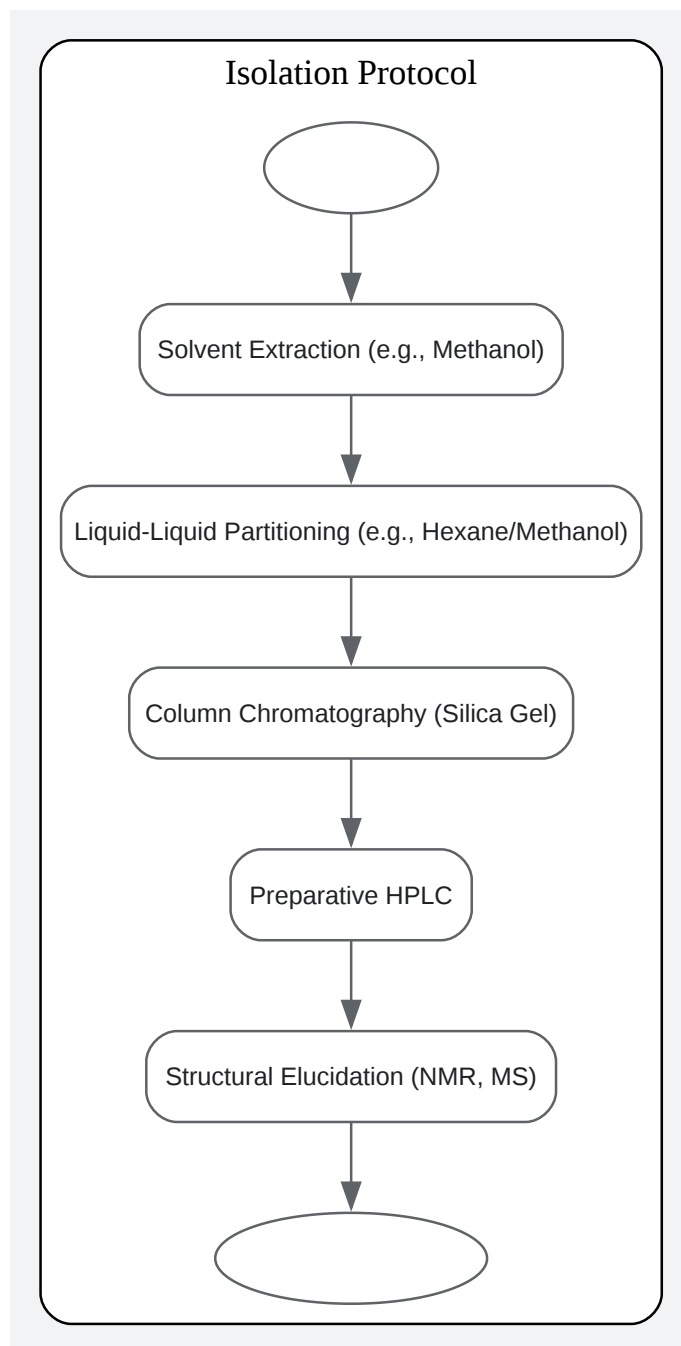 Isolation Protocol
Solvent Extraction (e.g., Methanol)
Liquid-Liquid Partitioning (e.g., Hexane/Methanol)
Column Chromatography (Silica Gel)
Preparative HPLC
Structural Elucidation (NMR, MS)